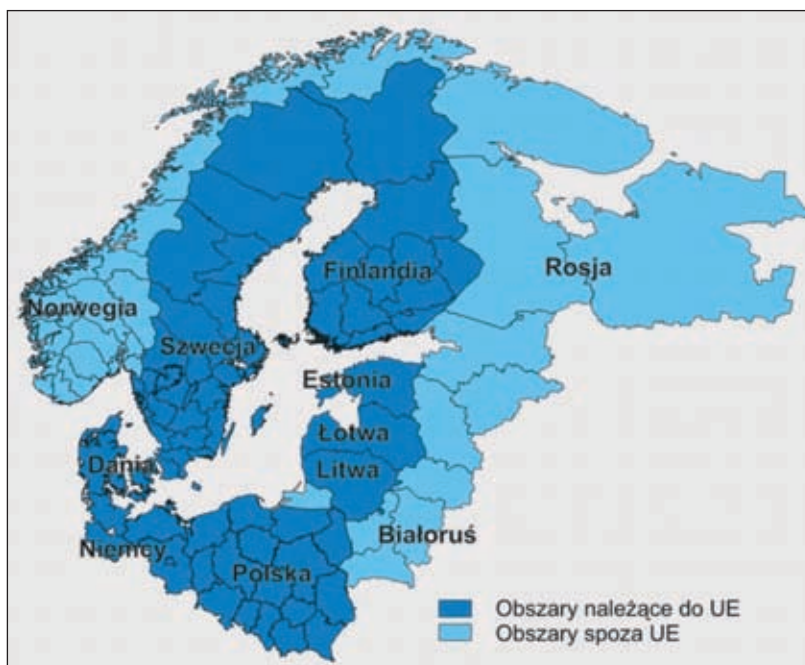 Norwegia
Szwecja
Finlandia
Rosja
Estonia
Łotwa
Litwa
Dania
Niemcy
Polska
Białoruś
Obszary należące do UE
Obszary spoza UE